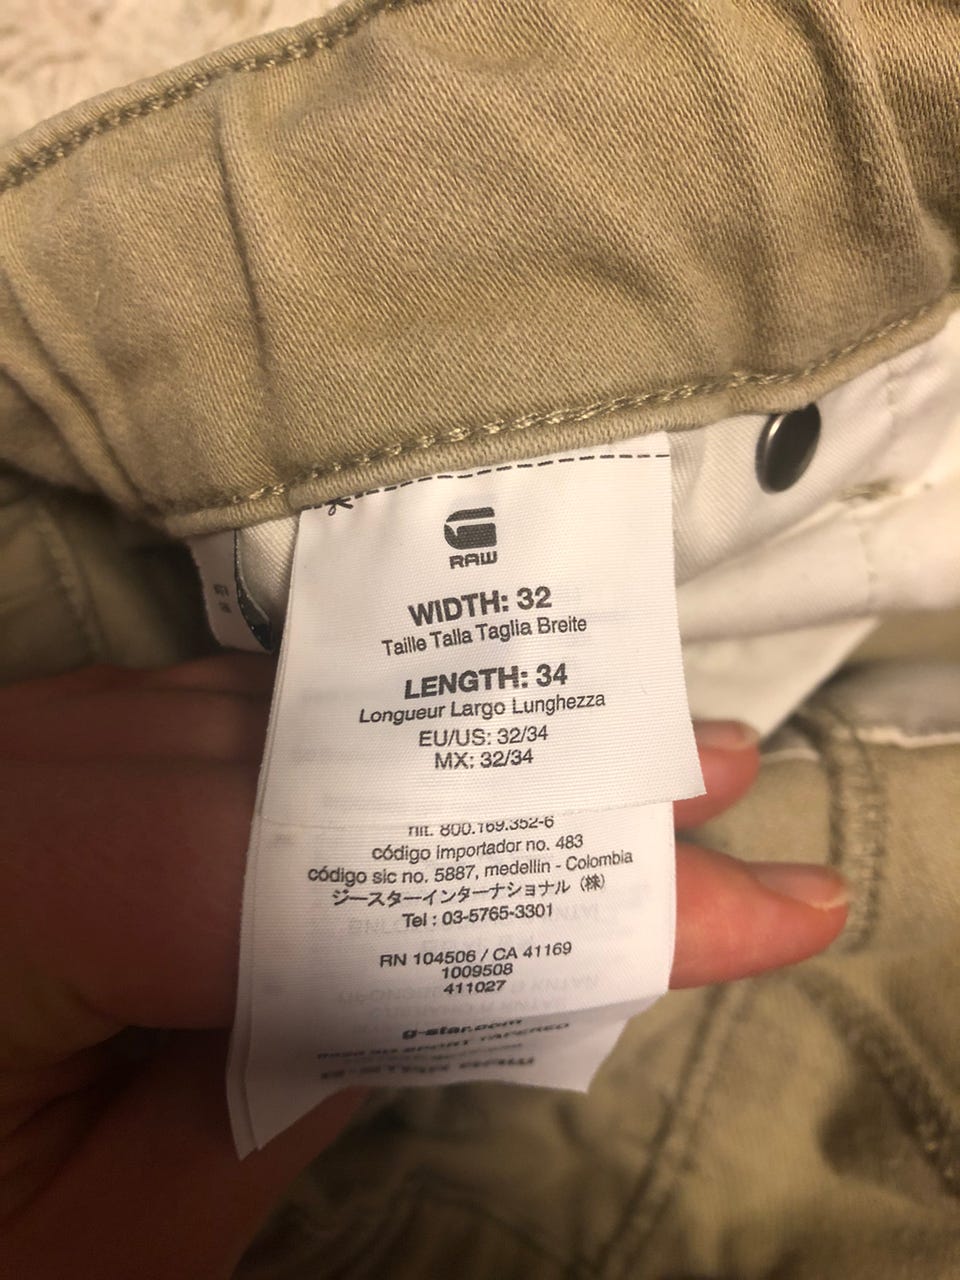 RAW
WIDTH: 32
Taille Talla Taglia Breite
LENGTH: 34
Longueur Largo Lunghezza
EU/US: 32/34
MX: 32/34
nit. 800.169.352-6
código importador no. 483
código sic no. 5887, medellin - Colombia
ジースターインターナショナル (株)
Tel : 03-5765-3301
RN 104506 / CA 41169
1009508
411027
g-star.com
3D SPORT TAPERED